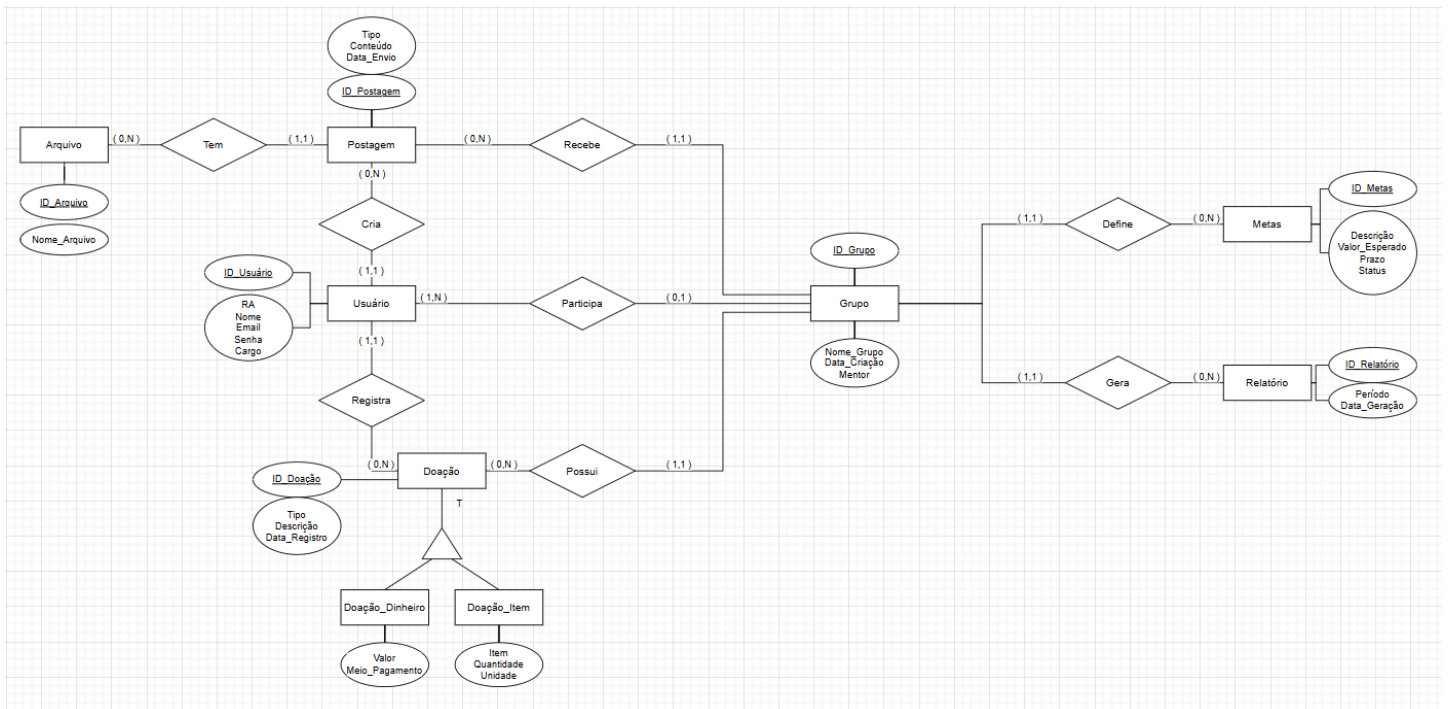 Tipo
Conteúdo
Data_Envio
ID_Postagem
Arquivo
( 0,N )
Tem
( 1,1 )
Postagem
( 0,N )
Recebe
( 1,1 )
( 0,N )
ID_Arquivo
Nome_Arquivo
Cria
( 1,1 )
ID_Usuário
RA
Nome
Email
Senha
Cargo
Usuário
( 1,N )
Participa
( 0,1 )
ID_Grupo
Grupo
Nome_Grupo
Data_Criação
Mentor
( 1,1 )
Define
( 0,N )
Metas
ID_Metas
Descrição
Valor_Esperado
Prazo
Status
( 1,1 )
Gera
( 0,N )
Relatório
ID_Relatório
Período
Data_Geração
( 1,1 )
Registra
( 0,N )
Doação
( 0,N )
Possui
( 1,1 )
ID_Doação
Tipo
Descrição
Data_Registro
T
Doação_Dinheiro
Doação_Item
Valor
Meio_Pagamento
Item
Quantidade
Unidade